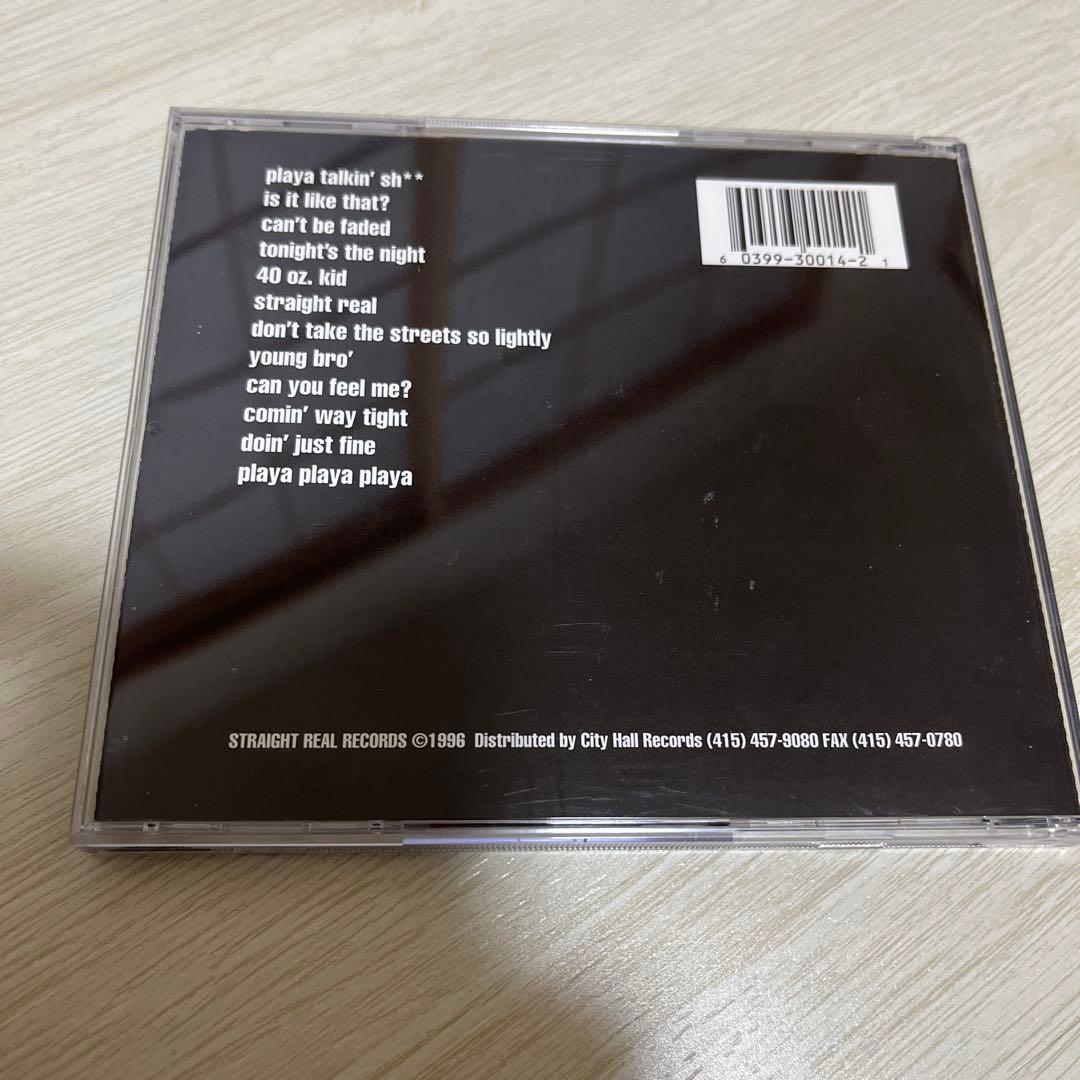 playa talkin' sh**
is it like that?
can't be faded
tonight's the night
40 oz. kid
straight real
don't take the streets so lightly
young bro'
can you feel me?
comin' way tight
doin' just fine
playa playa playa
6 0399-30014-2 1
STRAIGHT REAL RECORDS ©1996 Distributed by City Hall Records (415) 457-9080 FAX (415) 457-0780